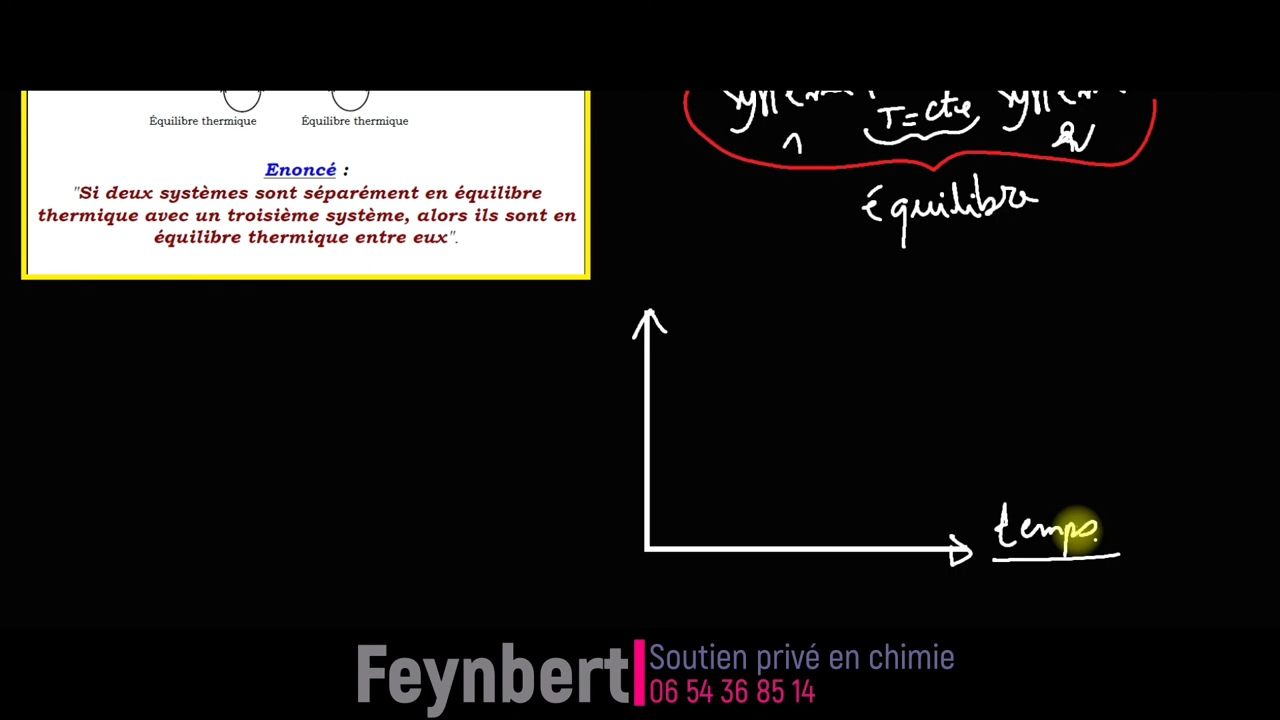 Équilibre thermique Équilibre thermique
Enoncé :
"Si deux systèmes sont séparément en équilibre
thermique avec un troisième système, alors ils sont en
équilibre thermique entre eux".
T = cte
1
2
équilibre
temps.
Feynbert
Soutien privé en chimie
06 54 36 85 14